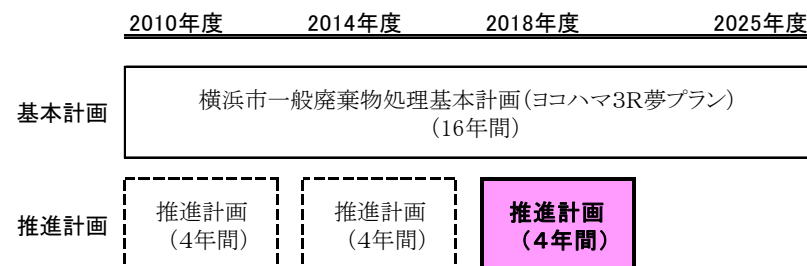 2010年度 2014年度 2018年度 2025年度
基本計画
横浜市一般廃棄物処理基本計画(ヨコハマ3R夢プラン)
(16年間)
推進計画
推進計画
(4年間)
推進計画
(4年間)
推進計画
(4年間)